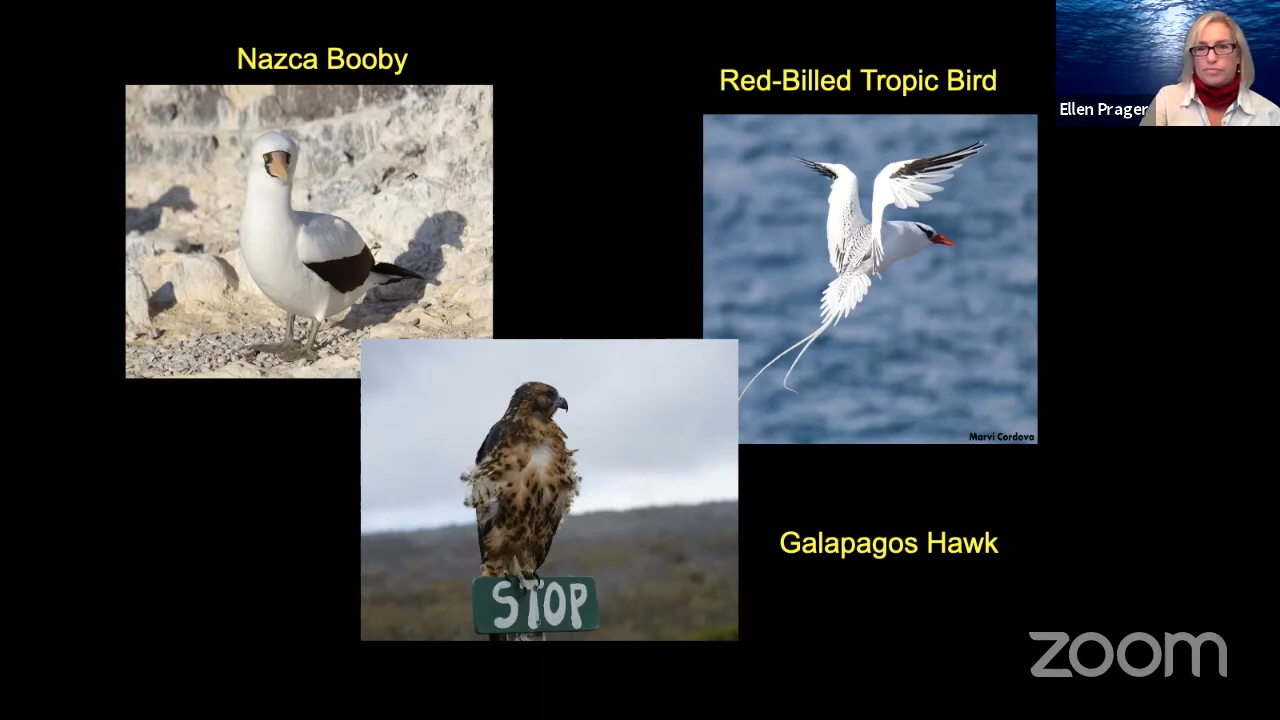 Nazca Booby
Red-Billed Tropic Bird
Ellen Prager
Marvi Cordova
Galapagos Hawk
STOP
zoom